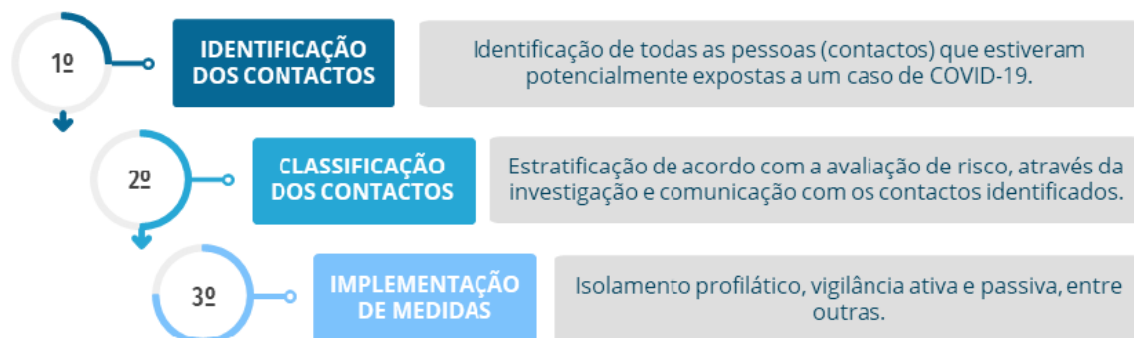 1º
IDENTIFICAÇÃO
DOS CONTACTOS
Identificação de todas as pessoas (contactos) que estiveram
potencialmente expostas a um caso de COVID-19.
2º
CLASSIFICAÇÃO
DOS CONTACTOS
Estratificação de acordo com a avaliação de risco, através da
investigação e comunicação com os contactos identificados.
3º
IMPLEMENTAÇÃO
DE MEDIDAS
Isolamento profilático, vigilância ativa e passiva, entre
outras.